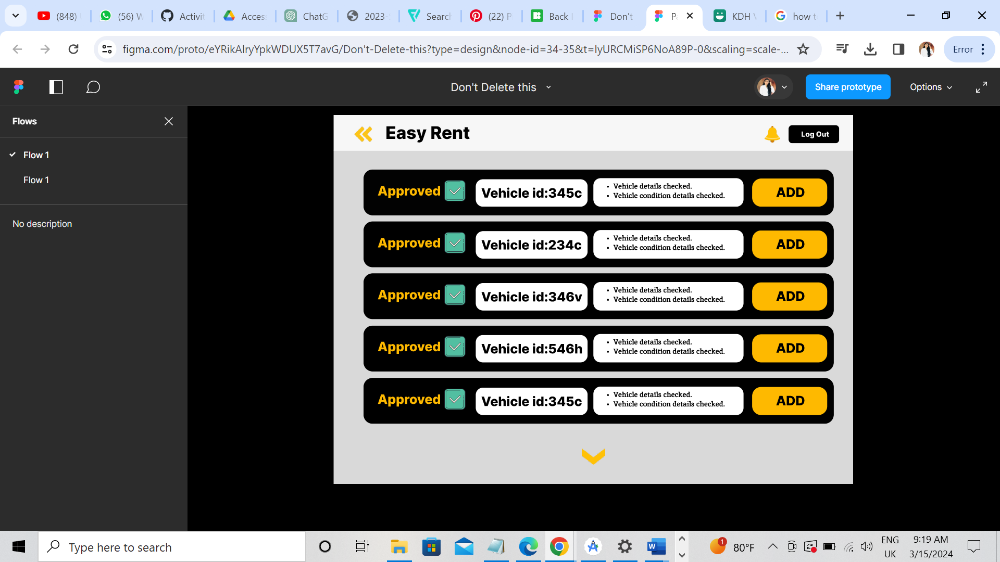 (848)
(56) W
Activit
Access
ChatG
2023-
Search
(22) P
Back
Don't
P
KDH V
how t
figma.com/proto/eYRikAlryYpkWDUX5T7avG/Don't-Delete-this?type=design&node-id=34-35&t=lyURCMiSP6NoA89P-0&scaling=scale-...
Error
Don't Delete this
Share prototype
Options
Flows
Flow 1
Flow 1
No description
Easy Rent
Log Out
Approved
Vehicle id:345c
Vehicle details checked.
Vehicle condition details checked.
ADD
Approved
Vehicle id:234c
Vehicle details checked.
Vehicle condition details checked.
ADD
Approved
Vehicle id:346v
Vehicle details checked.
Vehicle condition details checked.
ADD
Approved
Vehicle id:546h
Vehicle details checked.
Vehicle condition details checked.
ADD
Approved
Vehicle id:345c
Vehicle details checked.
Vehicle condition details checked.
ADD
Type here to search
W
1
80°F
ENG
UK
9:19 AM
3/15/2024